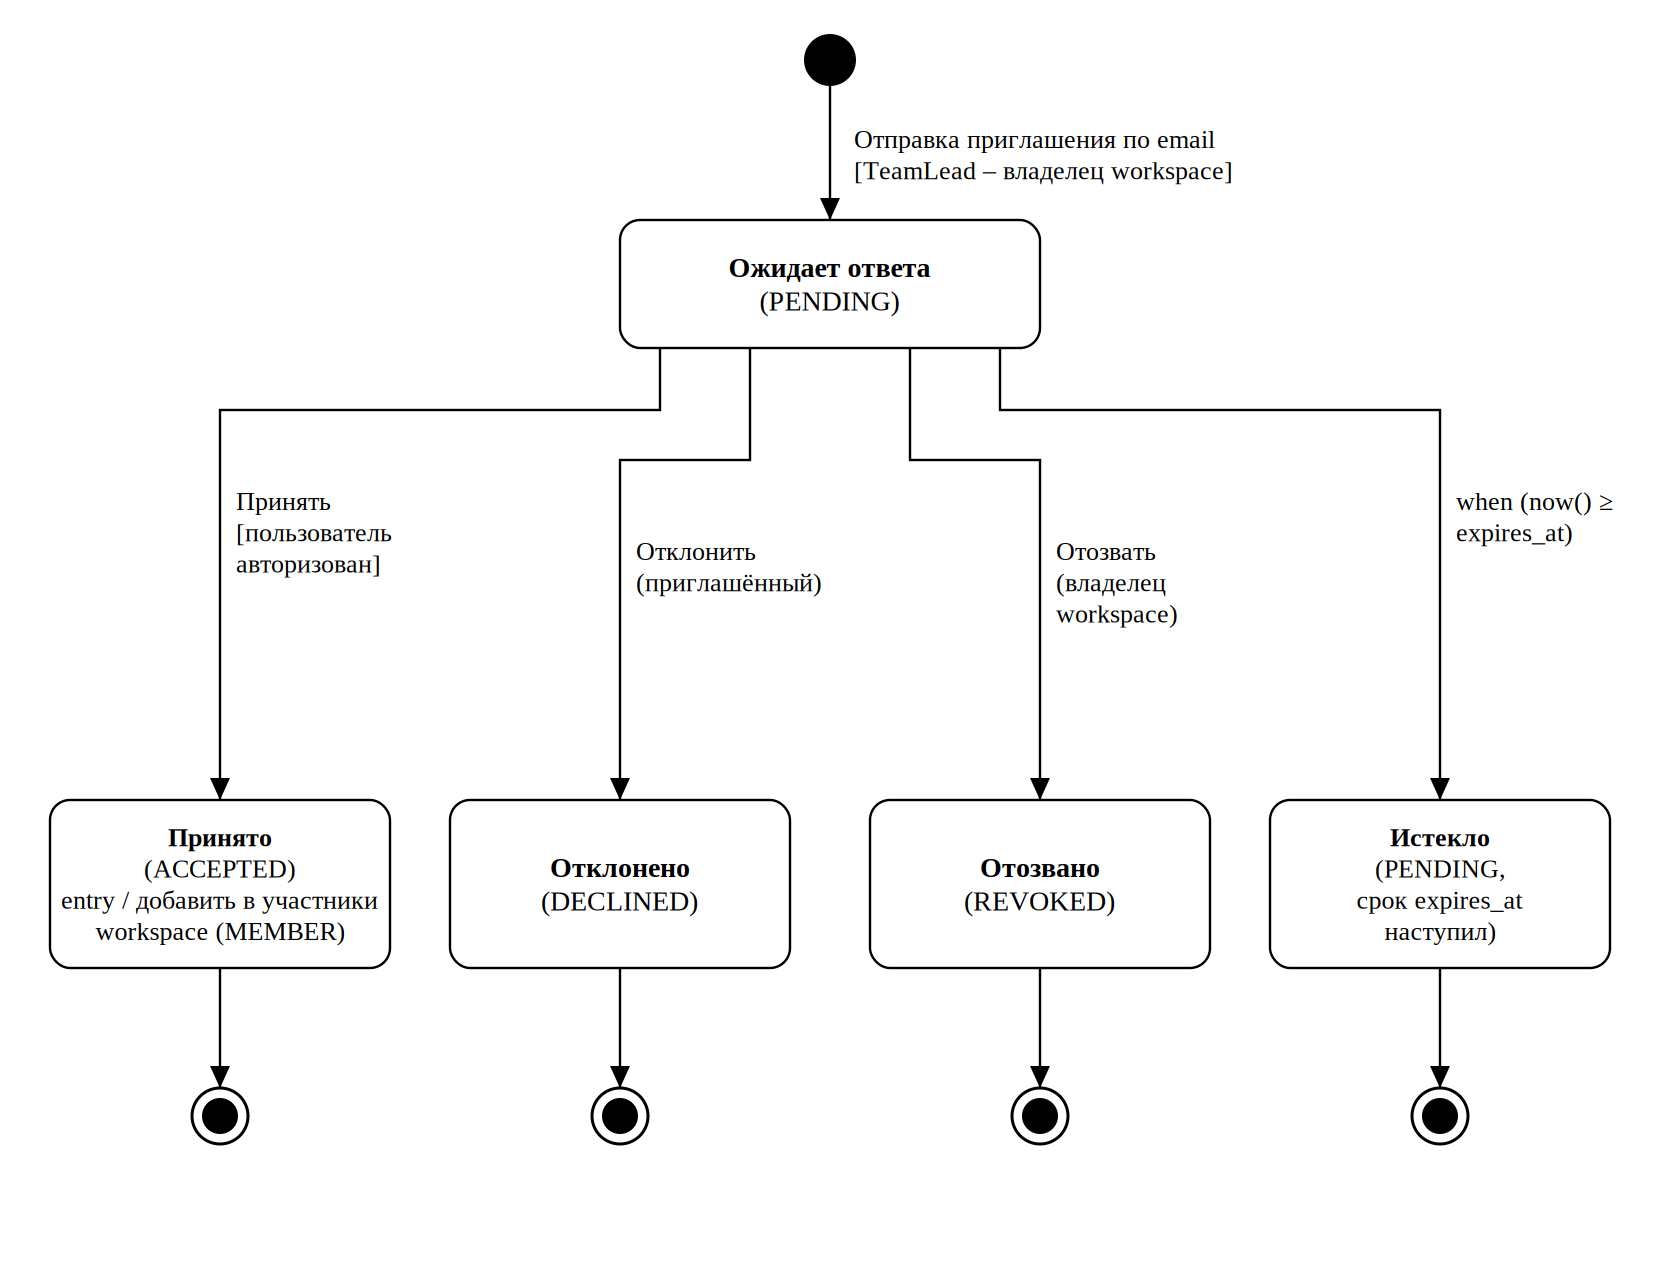 Отправка приглашения по email
[TeamLead – владелец workspace]
Ожидает ответа
(PENDING)
Принять
[пользователь
авторизован]
Отклонить
(приглашённый)
Отозвать
(владелец
workspace)
when (now() ≥
expires_at)
Принято
(ACCEPTED)
entry / добавить в участники
workspace (MEMBER)
Отклонено
(DECLINED)
Отозвано
(REVOKED)
Истекло
(PENDING,
срок expires_at
наступил)